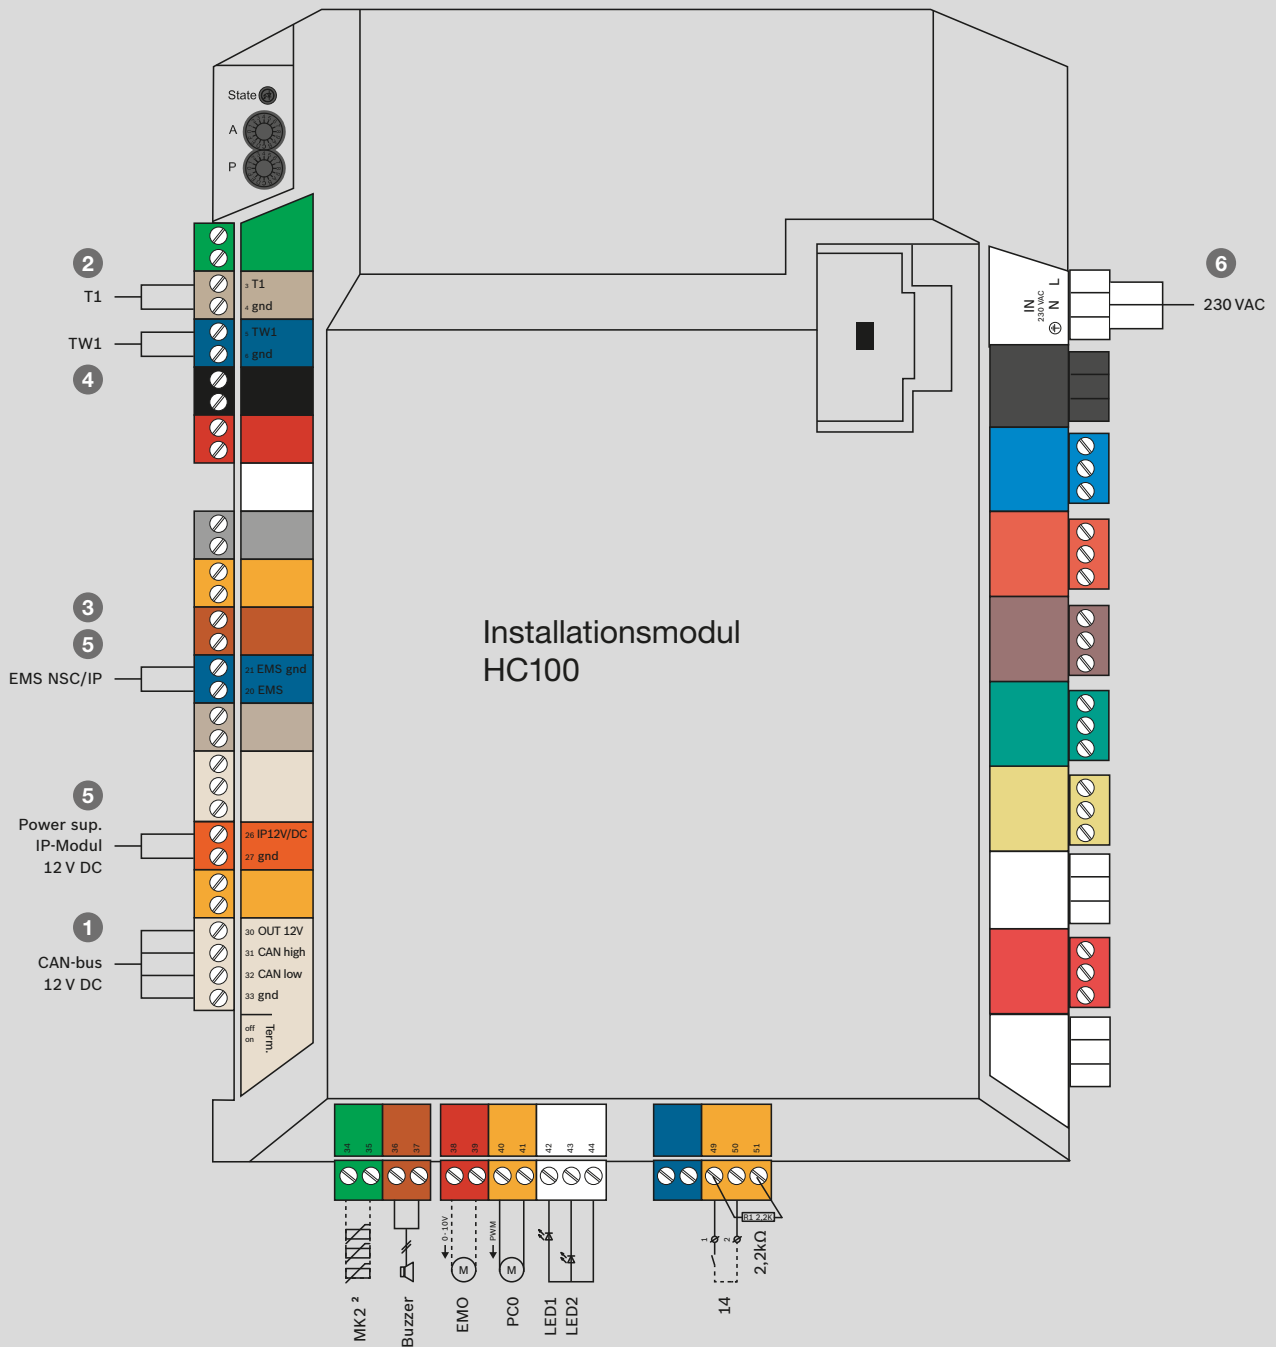 State
A
P
2
T1
3 T1
4 gnd
TW1
5 TW1
6 gnd
4
3
5
EMS NSC/IP
21 EMS gnd
20 EMS
5
Power sup.
IP-Modul
12 V DC
26 IP12V/DC
27 gnd
1
CAN-bus
12 V DC
30 OUT 12V
31 CAN high
32 CAN low
33 gnd
off
on
Term.
Installationsmodul
HC100
6
230 VAC
IN
230 VAC
N L
34 35 36 37 38 39 40 41 42 43 44 49 50 51
0-10V
PWM
M
M
1
2
R1 2,2K
2,2kΩ
MK2 ²
Buzzer
EMO
PC0
LED1
LED2
14